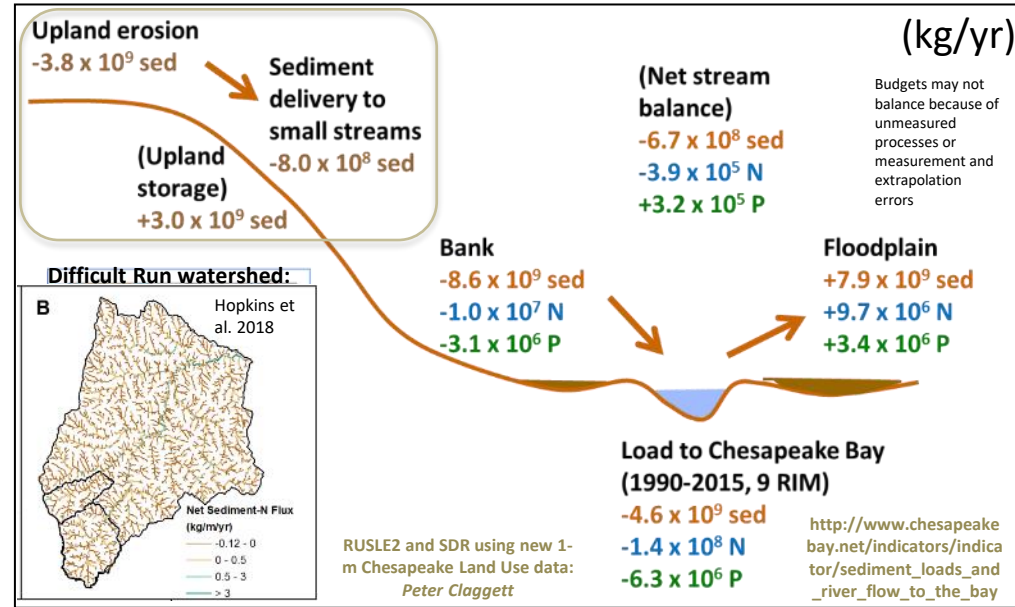 Upland erosion
-3.8 x 10⁹ sed
Sediment
delivery to
small streams
-8.0 x 10⁸ sed
(Upland
storage)
+3.0 x 10⁹ sed
(kg/yr)
(Net stream
balance)
-6.7 x 10⁸ sed
-3.9 x 10⁵ N
+3.2 x 10⁵ P
Budgets may not
balance because of
unmeasured
processes or
measurement and
extrapolation
errors
Bank
-8.6 x 10⁹ sed
-1.0 x 10⁷ N
-3.1 x 10⁶ P
Floodplain
+7.9 x 10⁹ sed
+9.7 x 10⁶ N
+3.4 x 10⁶ P
Difficult Run watershed:
B
Hopkins et
al. 2018
Net Sediment-N Flux
(kg/m/yr)
-0.12 - 0
0 - 0.5
0.5 - 3
> 3
Load to Chesapeake Bay
(1990-2015, 9 RIM)
-4.6 x 10⁹ sed
-1.4 x 10⁸ N
-6.3 x 10⁶ P
RUSLE2 and SDR using new 1-
m Chesapeake Land Use data:
Peter Claggett
http://www.chesapeake
bay.net/indicators/indica
tor/sediment_loads_and
_river_flow_to_the_bay